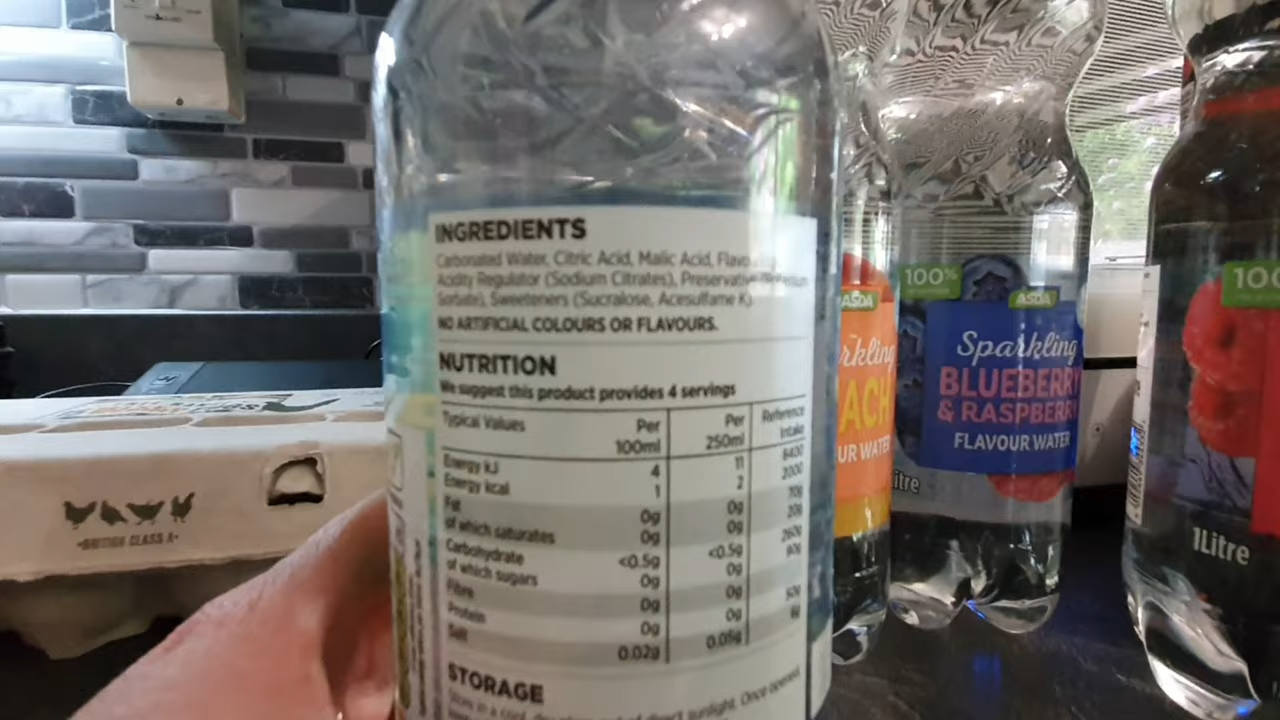 INGREDIENTS
Carbonated Water, Citric Acid, Malic Acid,
Acidity Regulator (Sodium Citrates), Preservative
Sorbate), Sweeteners (Sucralose, Acesulfame K).
NO ARTIFICIAL COLOURS OR FLAVOURS.
NUTRITION
We suggest this product provides 4 servings
Typical Values Per 100ml Per 250ml Reference Intake
Energy kJ 4 11 8400
Energy kcal 1 2 2000
Fat 0g 0g 70g
of which saturates 0g 0g 20g
Carbohydrate <0.5g <0.5g 260g
of which sugars 0g 0g 90g
Fibre 0g 0g
Protein 0g 0g 50g
Salt 0.02g 0.05g 6g
STORAGE
direct sunlight. Once opened,
BRITISH CLASS A
ASDA
rkling
ACH
UR WATER
itre
100%
ASDA
Sparkling
BLUEBERRY
& RASPBERRY
FLAVOUR WATER
100
1Litre